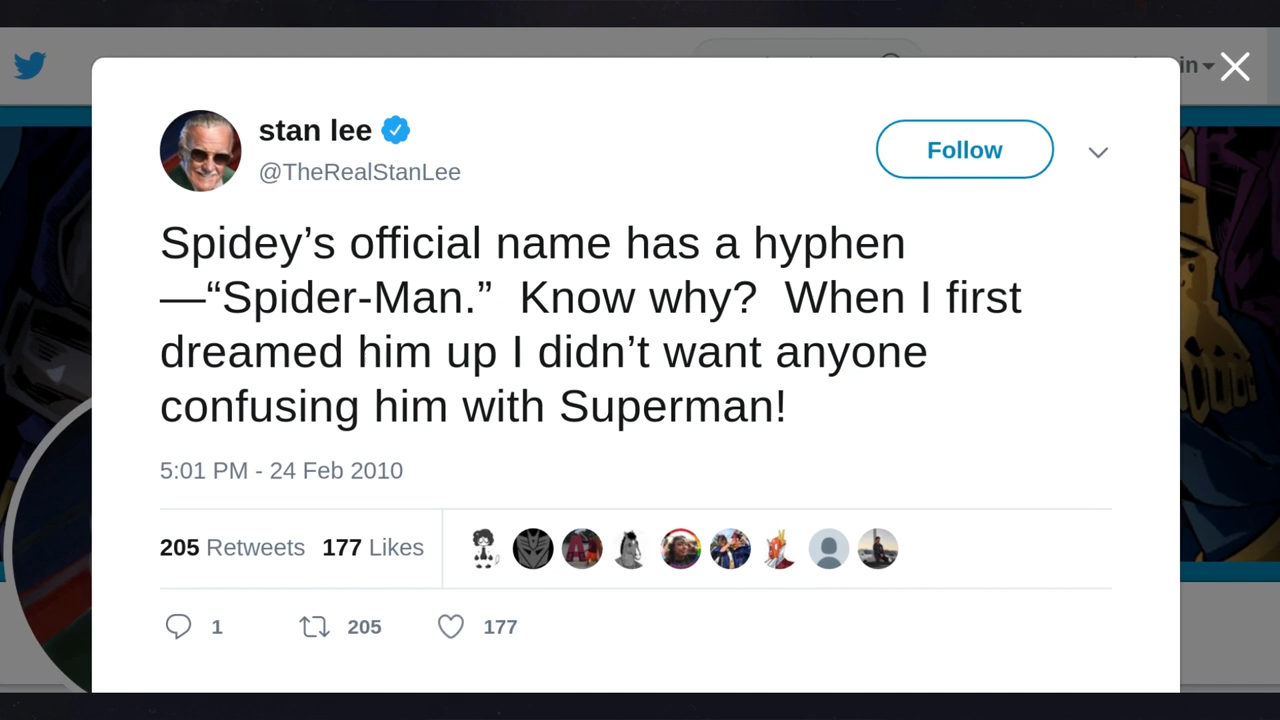 in
stan lee
@TheRealStanLee
Follow
Spidey’s official name has a hyphen
—“Spider-Man.”  Know why?  When I first
dreamed him up I didn’t want anyone
confusing him with Superman!
5:01 PM - 24 Feb 2010
205 Retweets 177 Likes
1 205 177